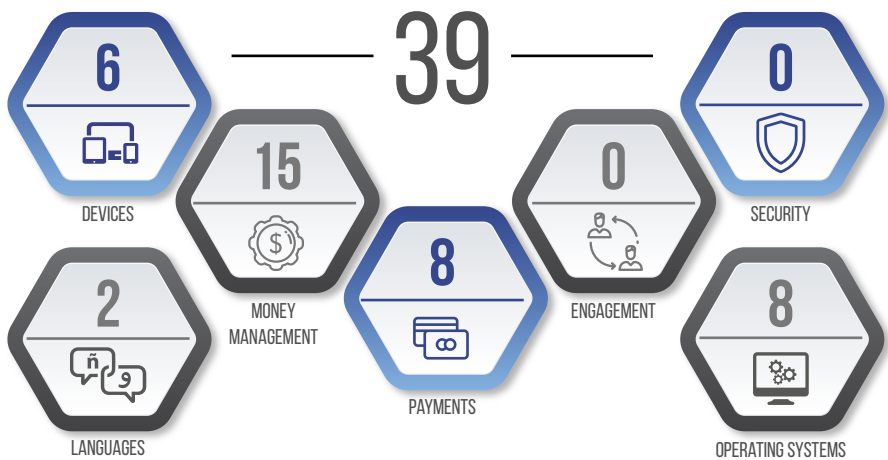 39
6
DEVICES
15
MONEY
MANAGEMENT
8
PAYMENTS
0
ENGAGEMENT
0
SECURITY
2
ñ
و
LANGUAGES
8
OPERATING SYSTEMS